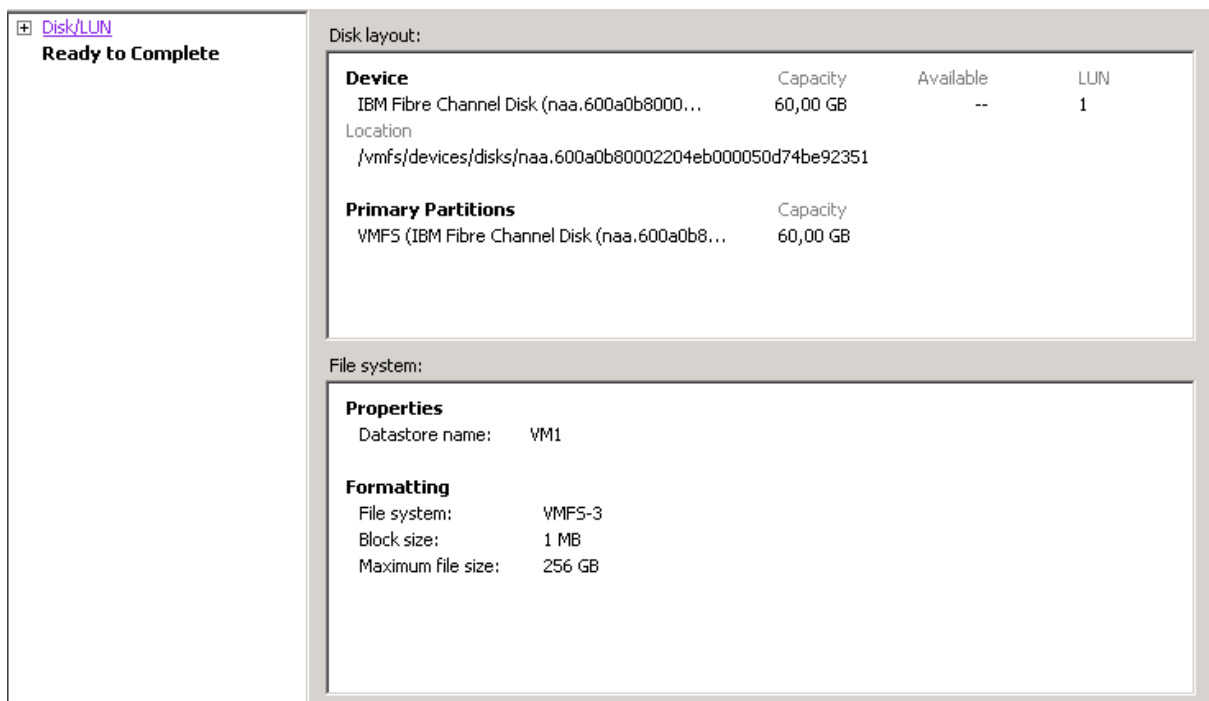 Disk/LUN
Ready to Complete
Disk layout:
Device Capacity Available LUN
IBM Fibre Channel Disk (naa.600a0b8000... 60,00 GB -- 1
Location
/vmfs/devices/disks/naa.600a0b80002204eb000050d74be92351
Primary Partitions Capacity
VMFS (IBM Fibre Channel Disk (naa.600a0b8... 60,00 GB
File system:
Properties
Datastore name: VM1
Formatting
File system: VMFS-3
Block size: 1 MB
Maximum file size: 256 GB